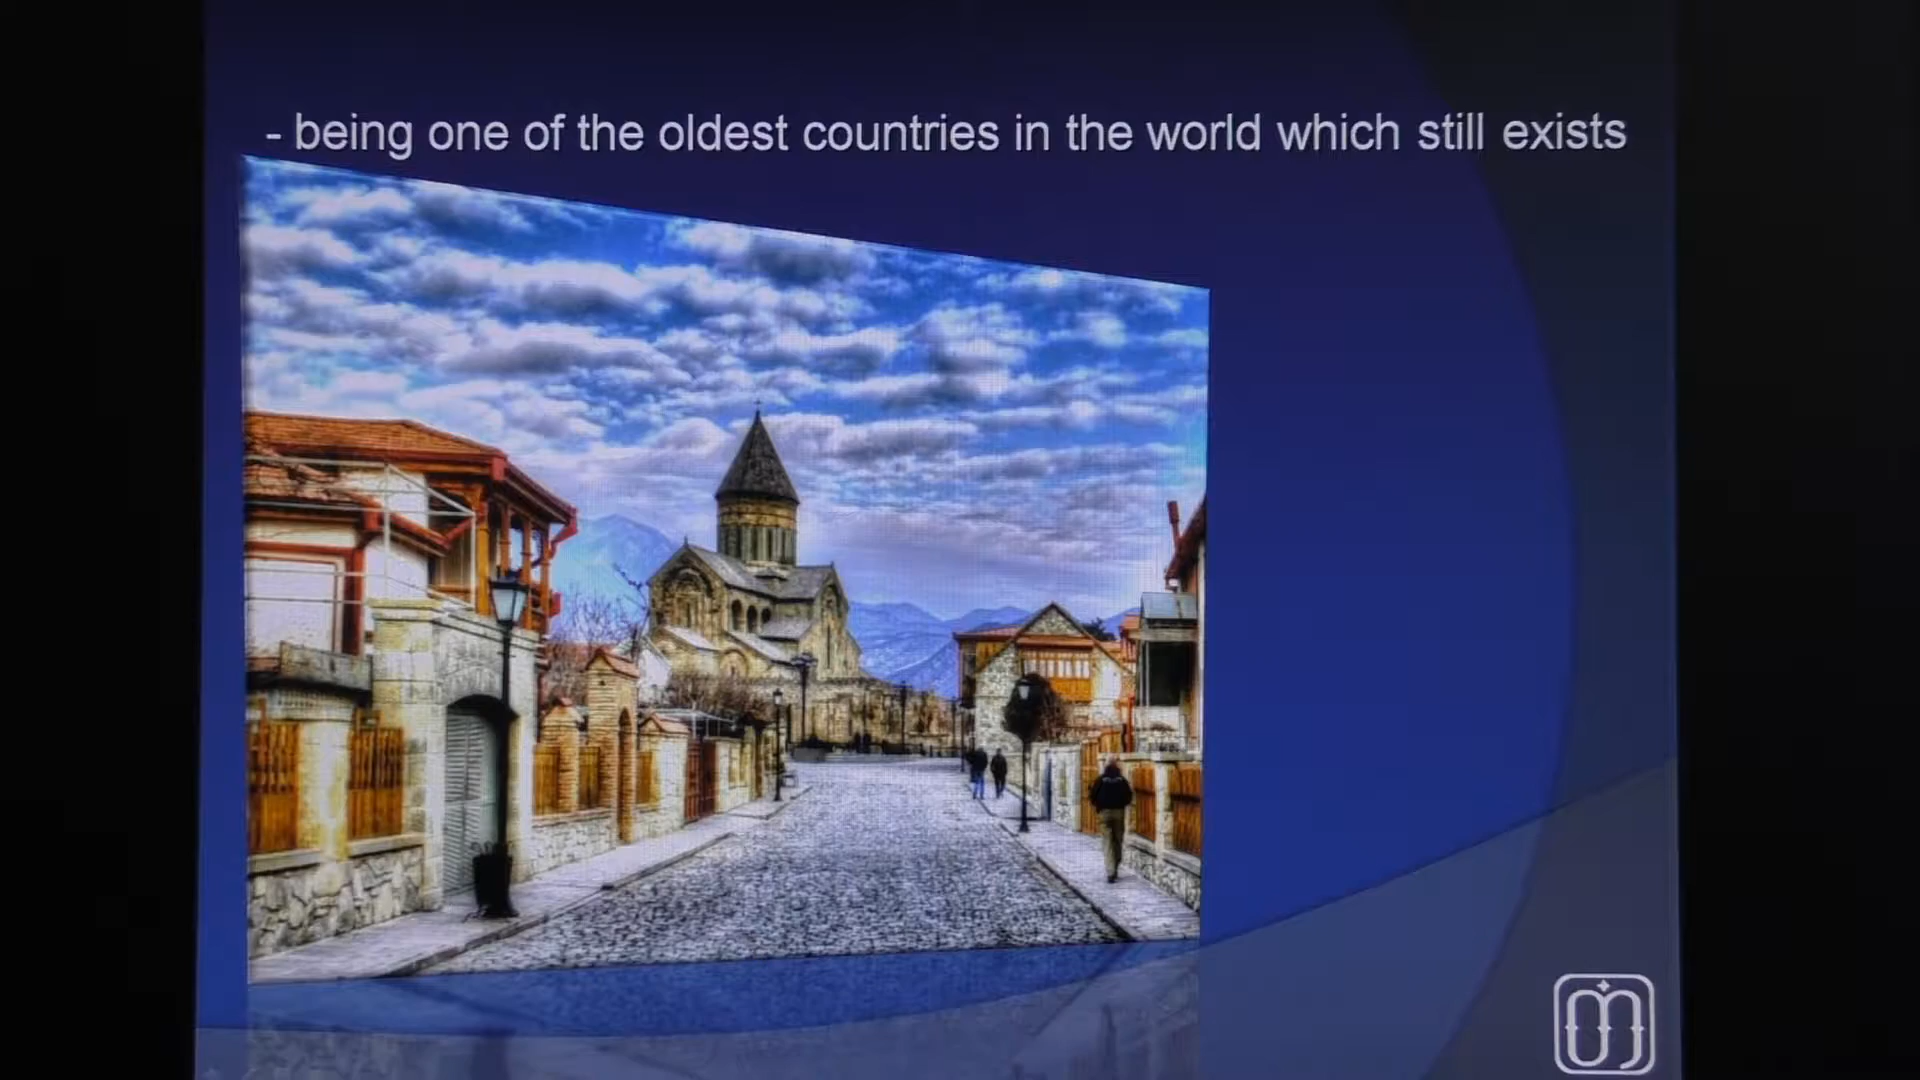 - being one of the oldest countries in the world which still exists